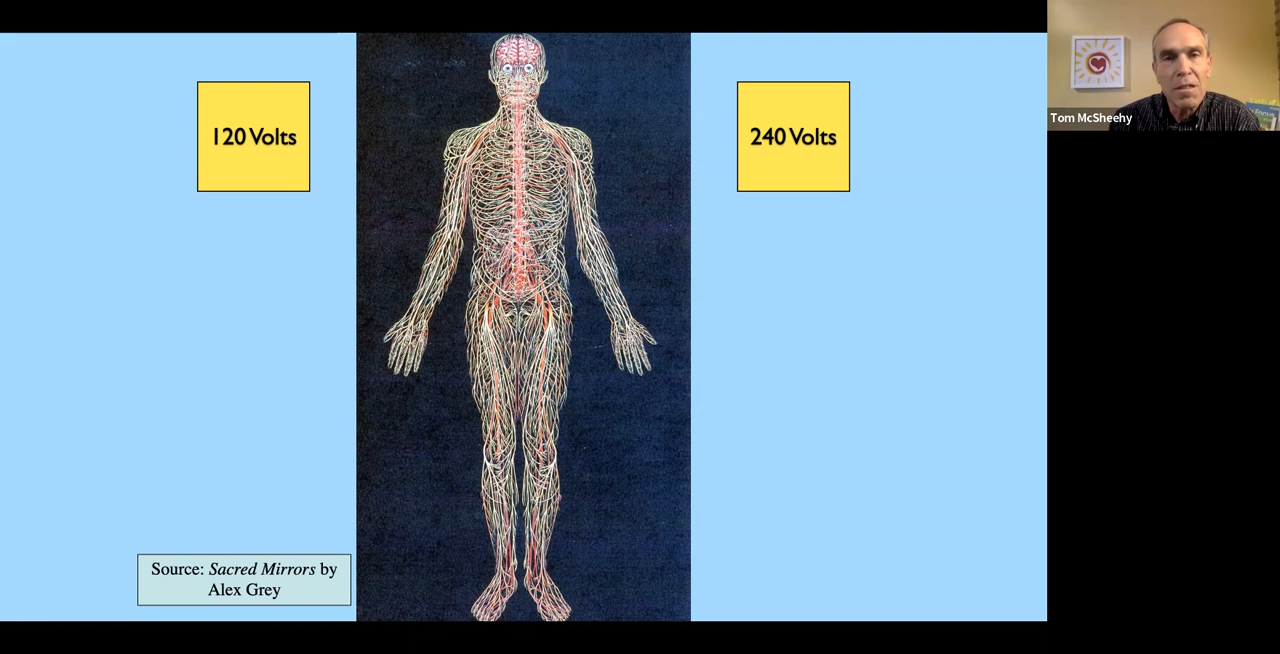 120 Volts
240 Volts
Source: Sacred Mirrors by
Alex Grey
Tom McSheehy